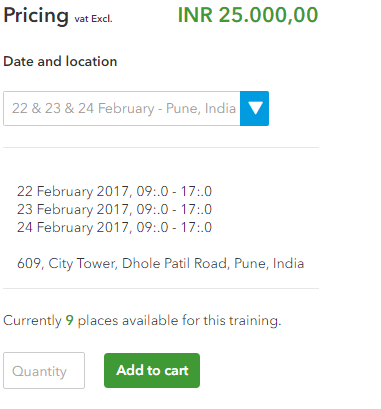 Pricing vat Excl. INR 25.000,00
Date and location
22 & 23 & 24 February - Pune, India
22 February 2017, 09:.0 - 17:.0
23 February 2017, 09:.0 - 17:.0
24 February 2017, 09:.0 - 17:.0
609, City Tower, Dhole Patil Road, Pune, India
Currently 9 places available for this training.
Quantity Add to cart